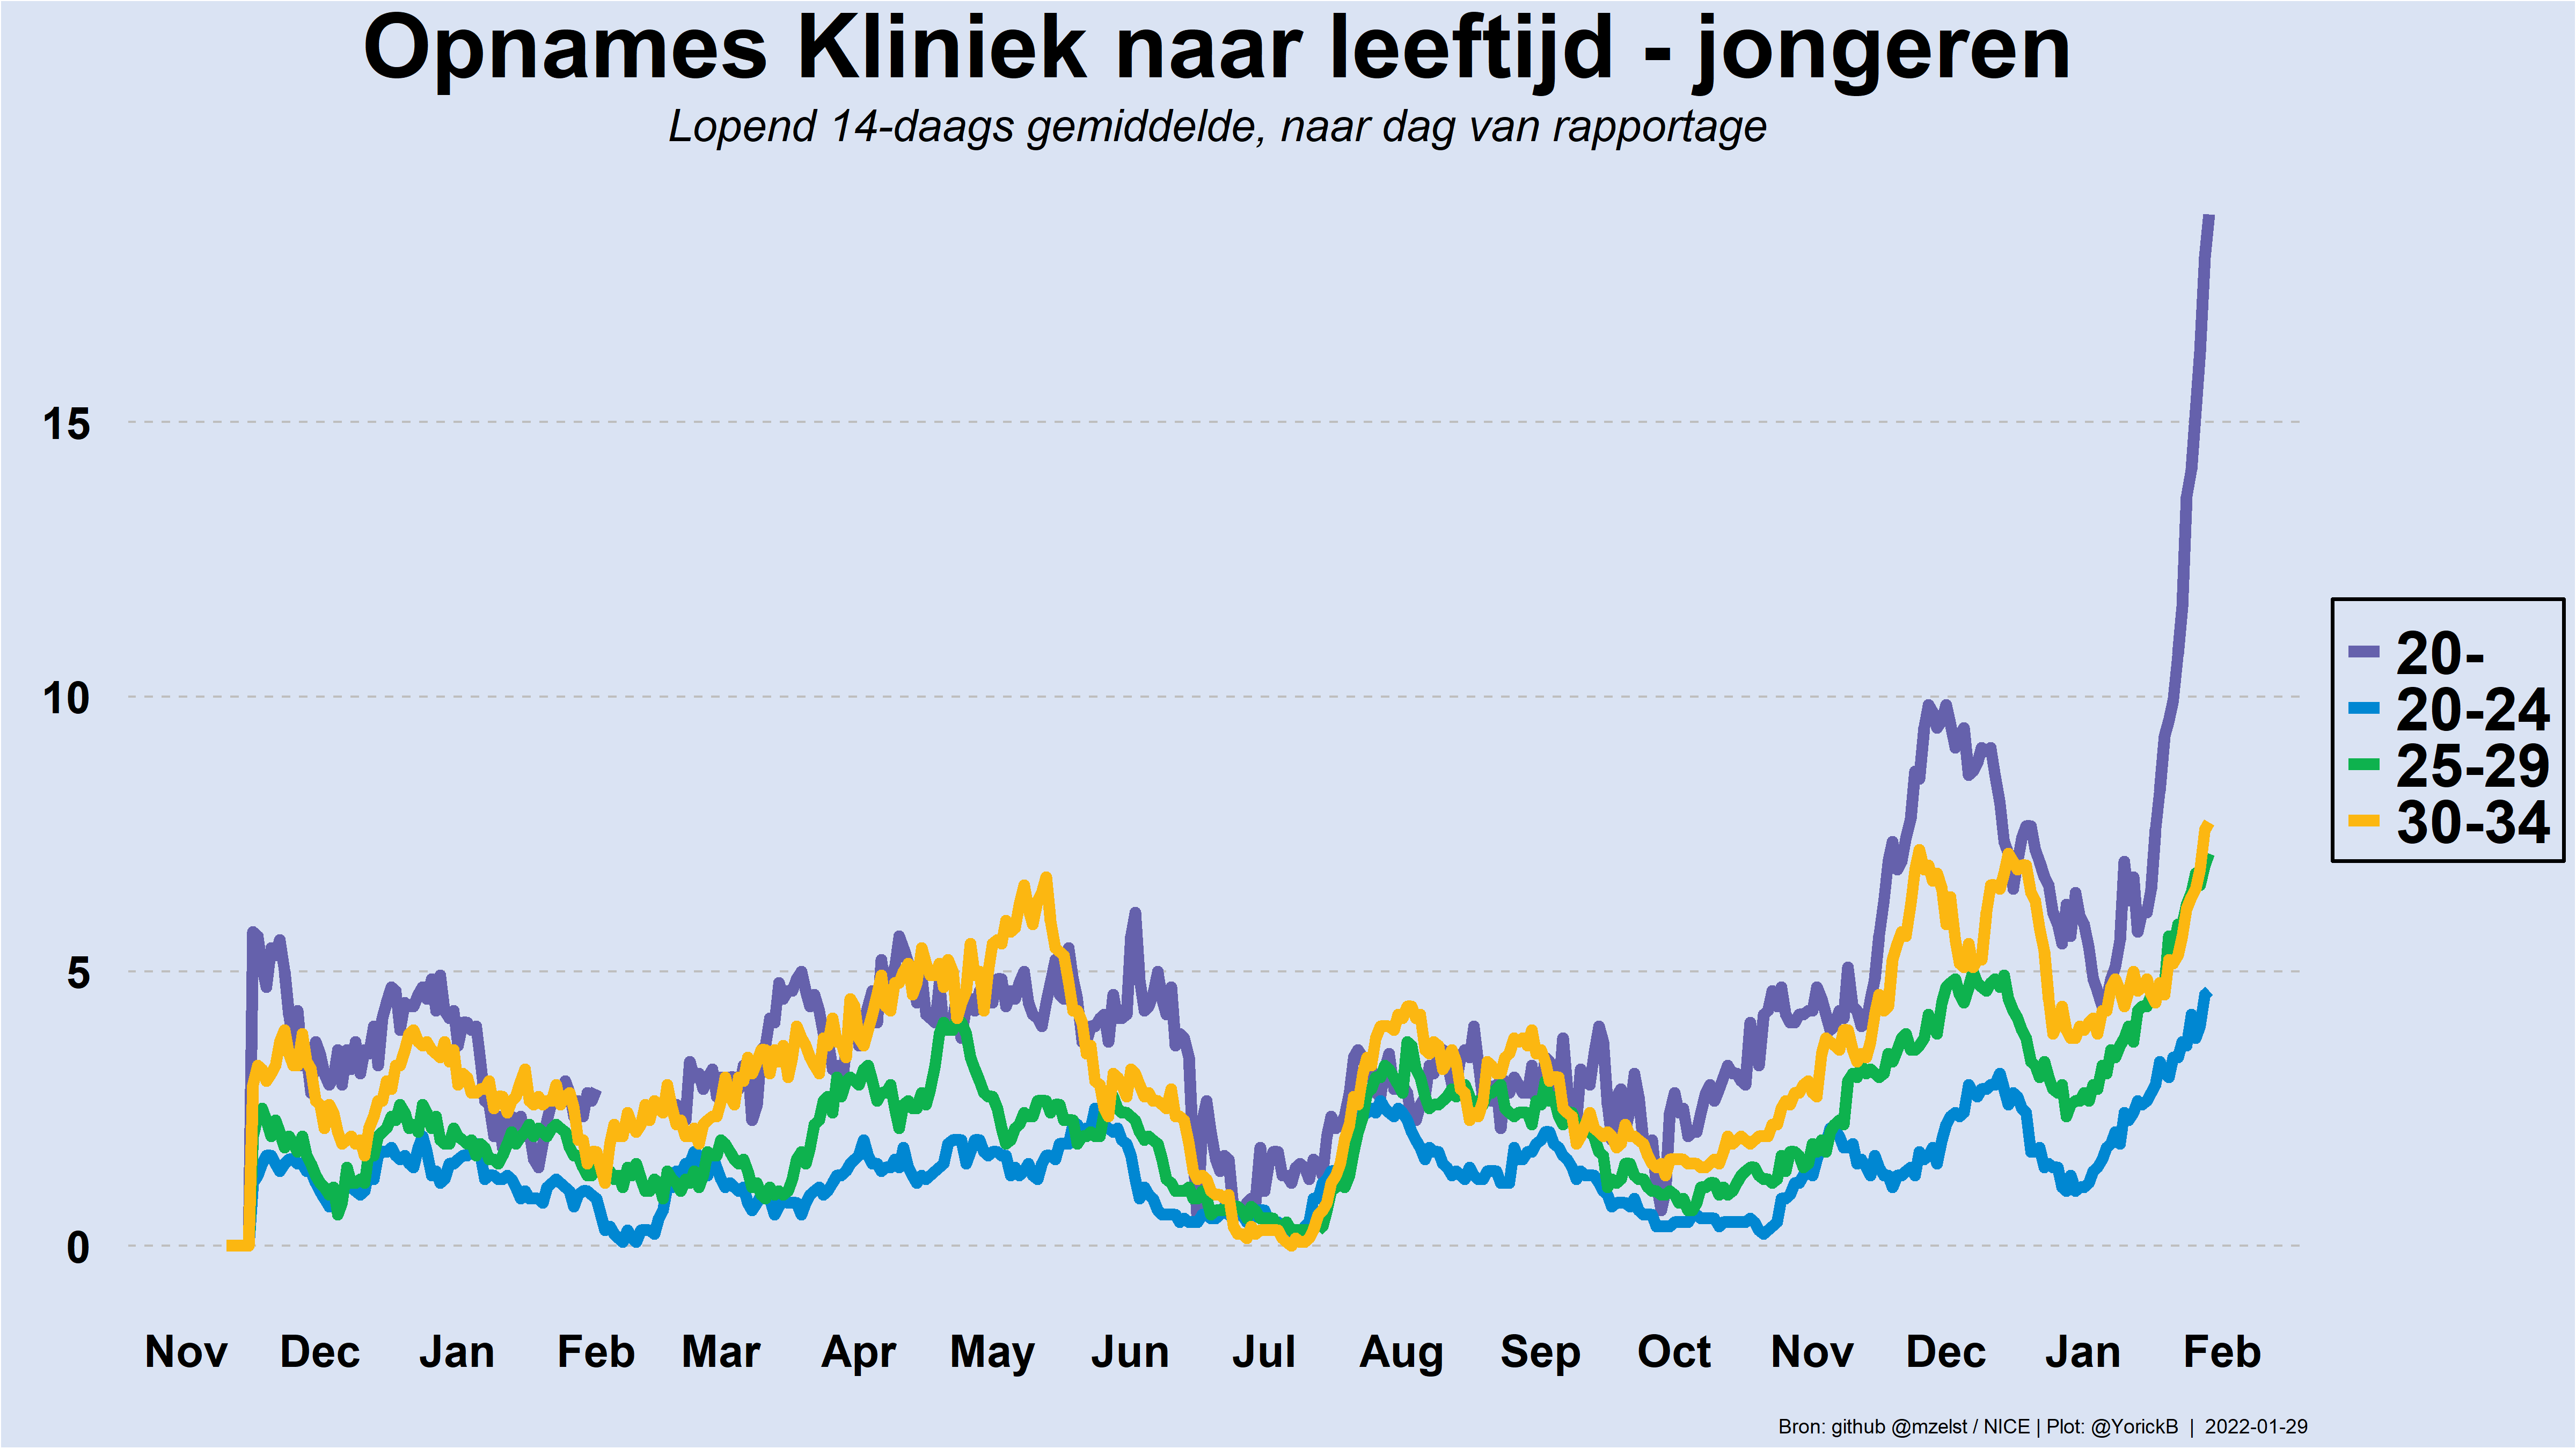 Opnames Kliniek naar leeftijd - jongeren
Lopend 14-daags gemiddelde, naar dag van rapportage
15
10
5
0
20-
20-24
25-29
30-34
Nov Dec Jan Feb Mar Apr May Jun Jul Aug Sep Oct Nov Dec Jan Feb
Bron: github @mzelst / NICE | Plot: @YorickB | 2022-01-29